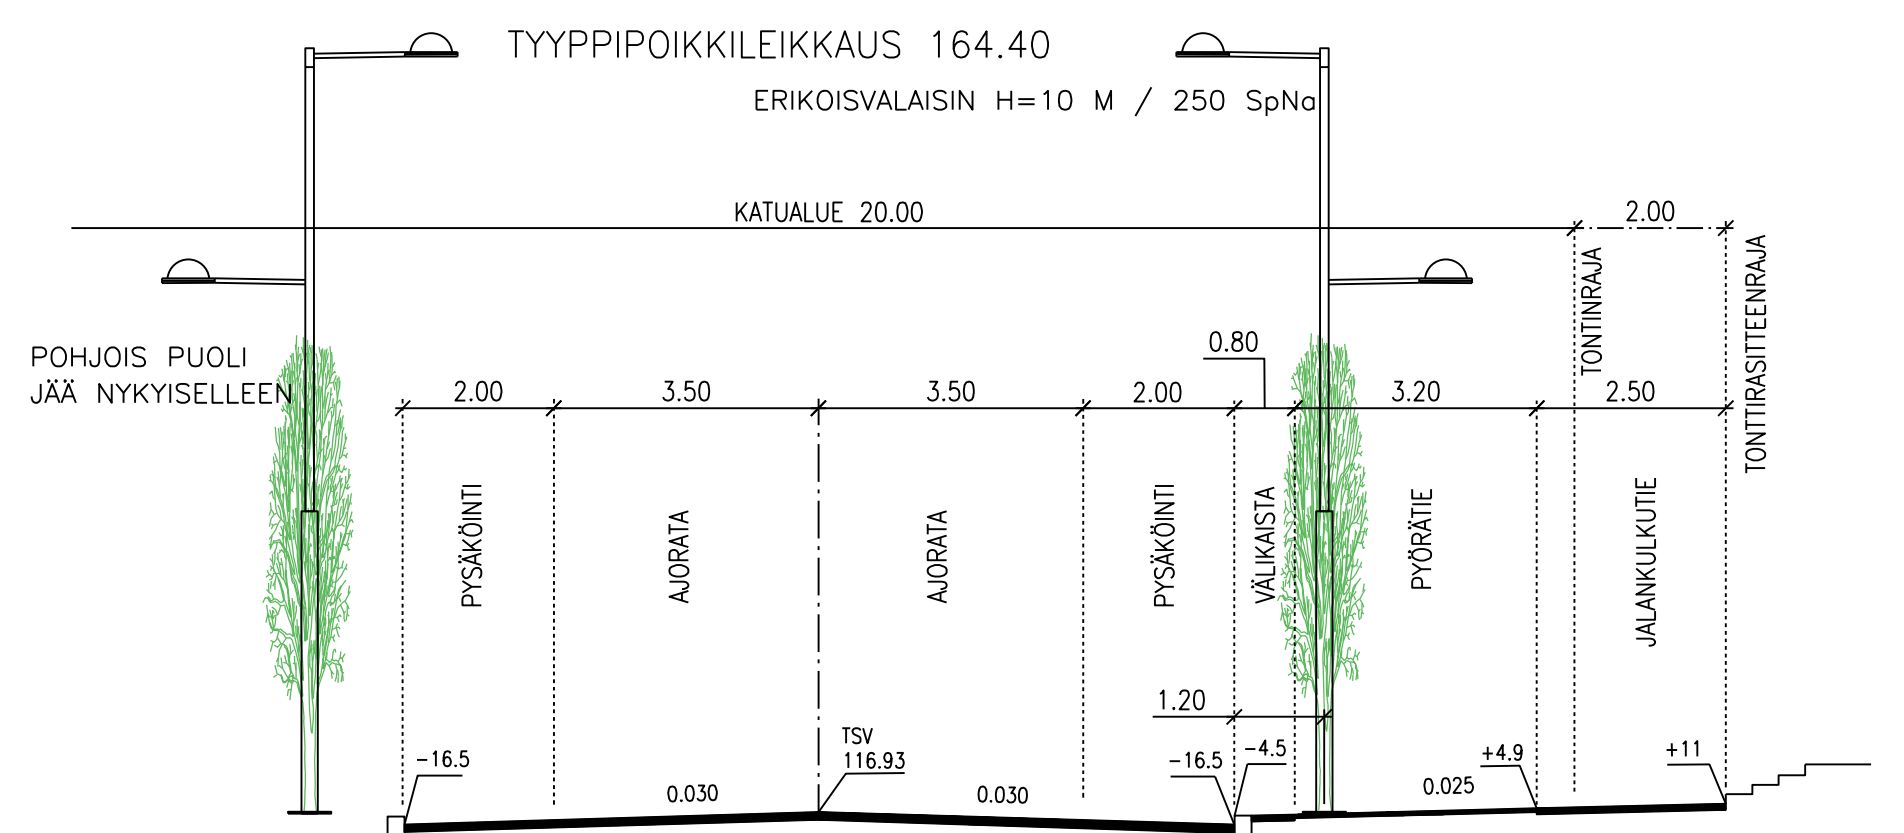 TYYPPIPOIKKILEIKKAUS 164.40
ERIKOISVALAISIN H=10 M / 250 SpNa
KATUALUE 20.00
2.00
TONTINRAJA
TONTTIRASITTEENRAJA
POHJOIS PUOLI
JÄÄ NYKYISELLEEN
0.80
2.00
3.50
3.50
2.00
3.20
2.50
PYSÄKÖINTI
AJORATA
AJORATA
PYSÄKÖINTI
VÄLIKAISTA
PYÖRÄTIE
JALANKULKUTIE
1.20
-16.5
0.030
TSV
116.93
0.030
-16.5
-4.5
0.025
+4.9
+11